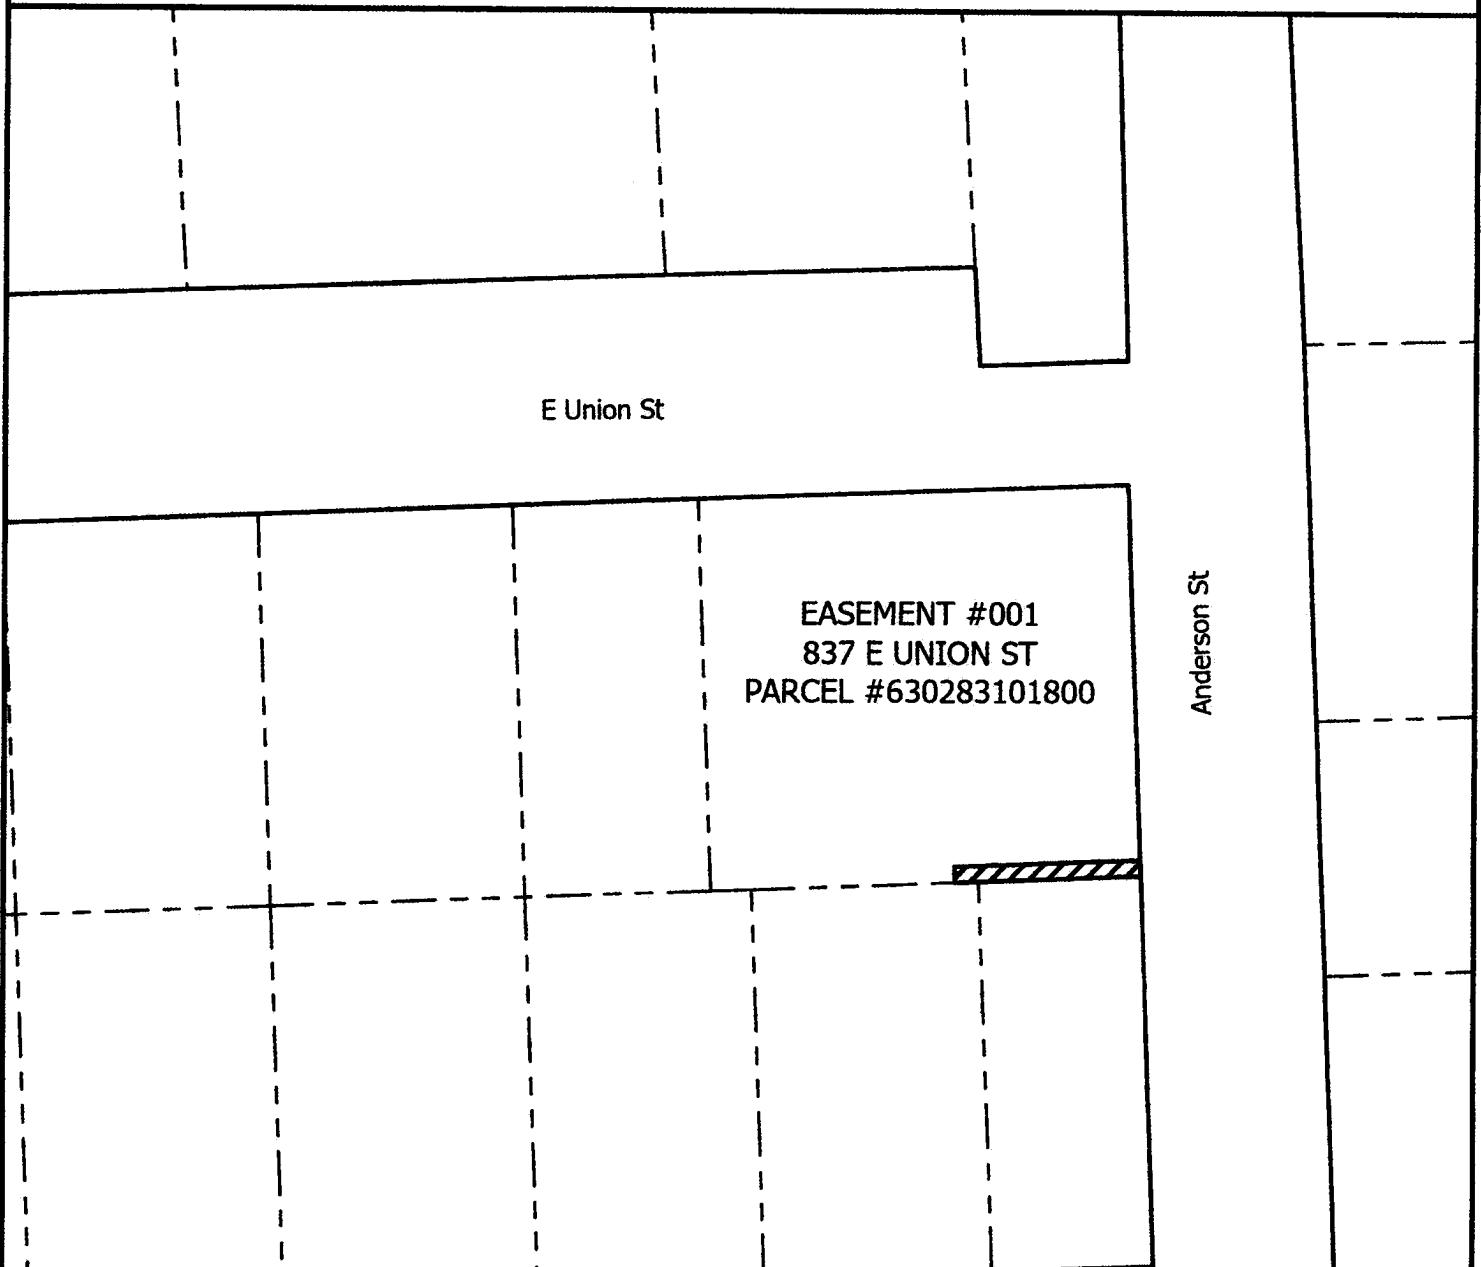 E Union St
EASEMENT #001
837 E UNION ST
PARCEL #630283101800
Anderson St